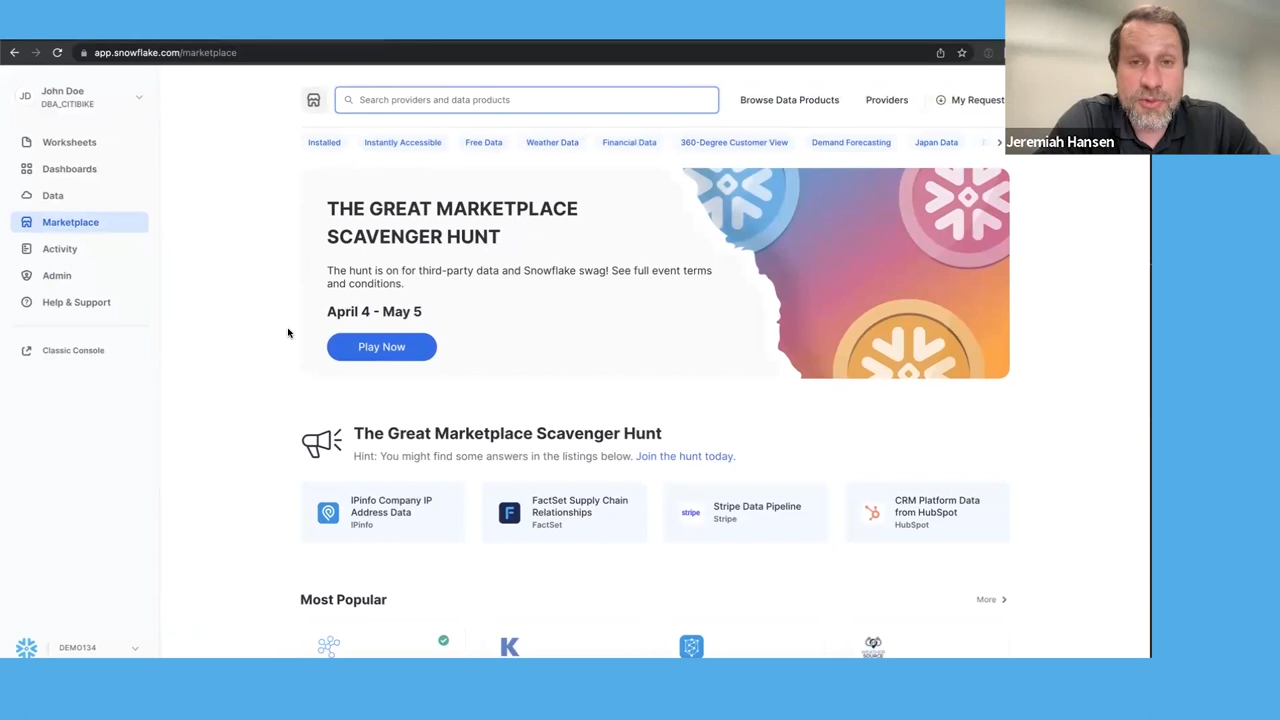 app.snowflake.com/marketplace
JD
John Doe
DBA_CITIBIKE
Worksheets
Dashboards
Data
Marketplace
Activity
Admin
Help & Support
Classic Console
DEMO134
Search providers and data products
Browse Data Products
Providers
My Request
Installed
Instantly Accessible
Free Data
Weather Data
Financial Data
360-Degree Customer View
Demand Forecasting
Japan Data
Jeremiah Hansen
THE GREAT MARKETPLACE
SCAVENGER HUNT
The hunt is on for third-party data and Snowflake swag! See full event terms
and conditions.
April 4 - May 5
Play Now
The Great Marketplace Scavenger Hunt
Hint: You might find some answers in the listings below. Join the hunt today.
IPinfo Company IP
Address Data
IPinfo
F
FactSet Supply Chain
Relationships
FactSet
stripe
Stripe Data Pipeline
Stripe
CRM Platform Data
from HubSpot
HubSpot
Most Popular
More
K